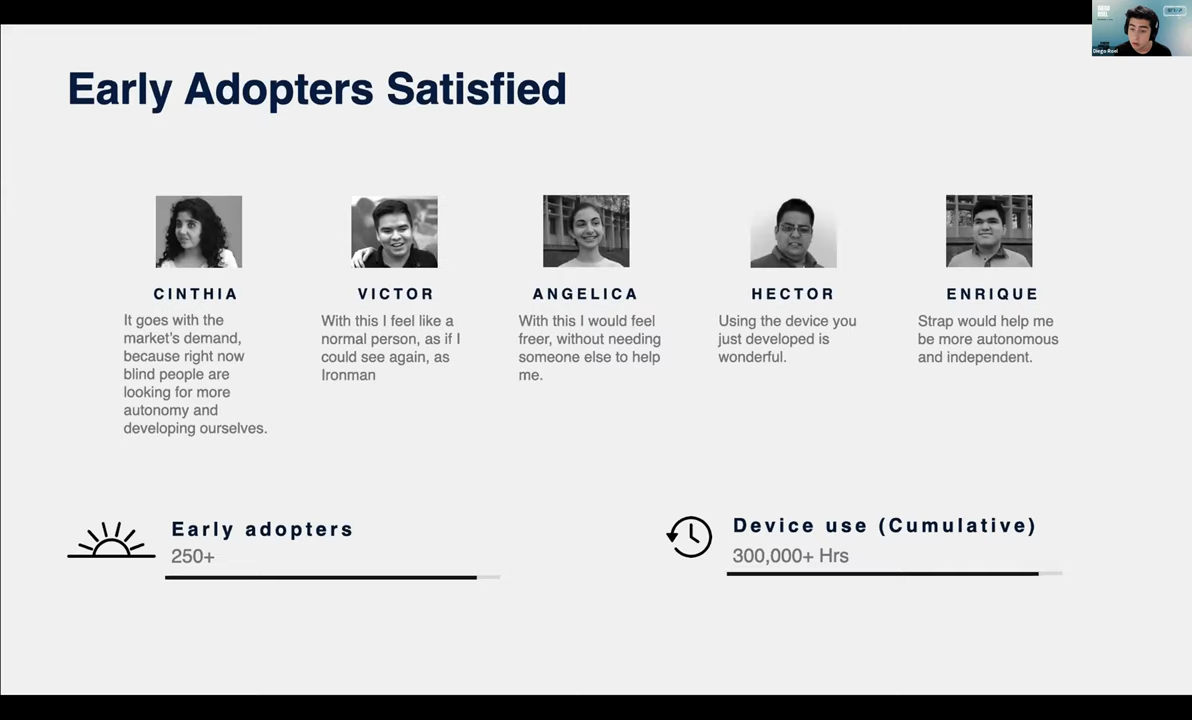 Early Adopters Satisfied
CINTHIA
It goes with the
market's demand,
because right now
blind people are
looking for more
autonomy and
developing ourselves.
VICTOR
With this I feel like a
normal person, as if I
could see again, as
Ironman
ANGELICA
With this I would feel
freer, without needing
someone else to help
me.
HECTOR
Using the device you
just developed is
wonderful.
ENRIQUE
Strap would help me
be more autonomous
and independent.
Early adopters
250+
Device use (Cumulative)
300,000+ Hrs
Diego Roel